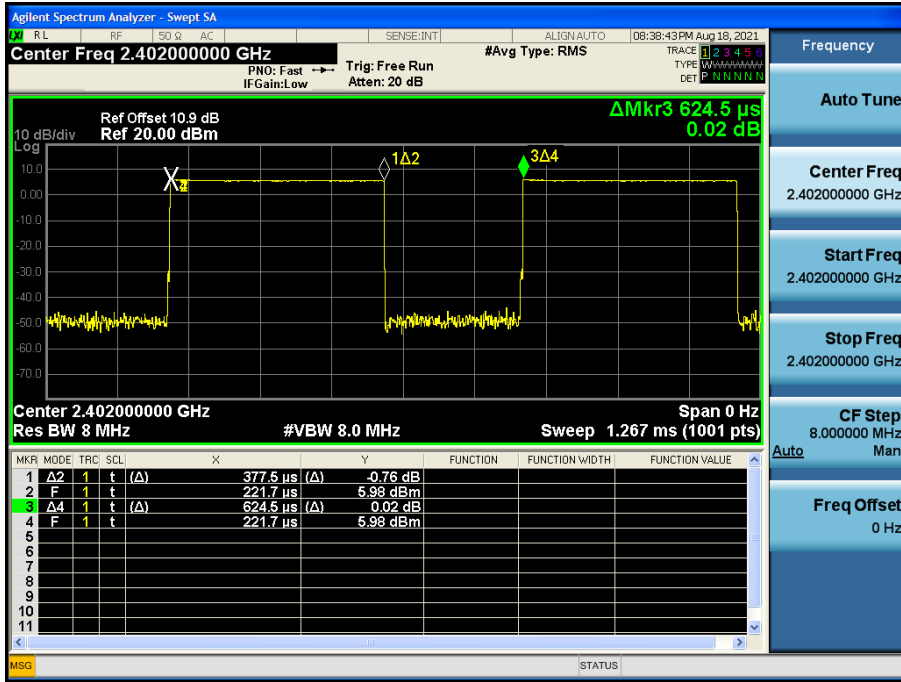 Agilent Spectrum Analyzer - Swept SA
LXI RL RF 50 Ω AC SENSE:INT ALIGN AUTO 08:38:43 PM Aug 18, 2021
Center Freq 2.402000000 GHz #Avg Type: RMS TRACE 1 2 3 4 5 6
PNO: Fast Trig: Free Run TYPE WWWWWW
IFGain:Low Atten: 20 dB DET P N N N N N
ΔMkr3 624.5 µs
0.02 dB
Ref Offset 10.9 dB
10 dB/div Ref 20.00 dBm
Log
1Δ2 3Δ4
10.0
0.00
-10.0
-20.0
-30.0
-40.0
-50.0
-60.0
-70.0
Center 2.402000000 GHz Span 0 Hz
Res BW 8 MHz #VBW 8.0 MHz Sweep 1.267 ms (1001 pts)
MKR MODE TRC SCL X Y FUNCTION FUNCTION WIDTH FUNCTION VALUE
1 Δ2 1 t (Δ) 377.5 µs (Δ) -0.76 dB
2 F 1 t 221.7 µs 5.98 dBm
3 Δ4 1 t (Δ) 624.5 µs (Δ) 0.02 dB
4 F 1 t 221.7 µs 5.98 dBm
5
6
7
8
9
10
11
MSG STATUS
Frequency
Auto Tune
Center Freq
2.402000000 GHz
Start Freq
2.402000000 GHz
Stop Freq
2.402000000 GHz
CF Step
8.000000 MHz
Auto Man
Freq Offset
0 Hz